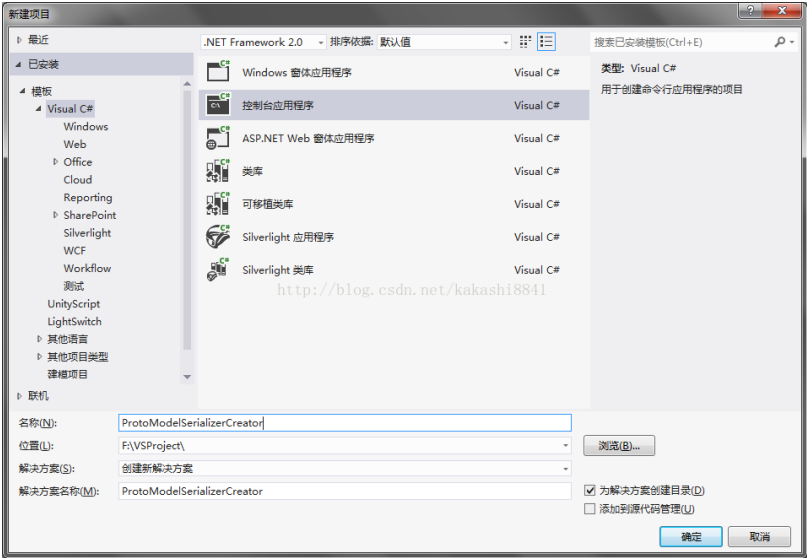 新建项目
最近
.NET Framework 2.0 排序依据: 默认值
搜索已安装模板(Ctrl+E)
已安装
模板
Visual C#
Windows
Web
Office
Cloud
Reporting
SharePoint
Silverlight
WCF
Workflow
测试
UnityScript
LightSwitch
其他语言
其他项目类型
建模项目
联机
Windows 窗体应用程序 Visual C#
控制台应用程序 Visual C#
ASP.NET Web 窗体应用程序 Visual C#
类库 Visual C#
可移植类库 Visual C#
Silverlight 应用程序 Visual C#
Silverlight 类库 Visual C#
http://blog.csdn.net/kakashi8841
类型: Visual C#
用于创建命令行应用程序的项目
名称(N): ProtoModelSerializerCreator
位置(L): F:\VSProject\ 浏览(B)...
解决方案(S): 创建新解决方案
解决方案名称(M): ProtoModelSerializerCreator
为解决方案创建目录(D)
添加到源代码管理(U)
确定 取消